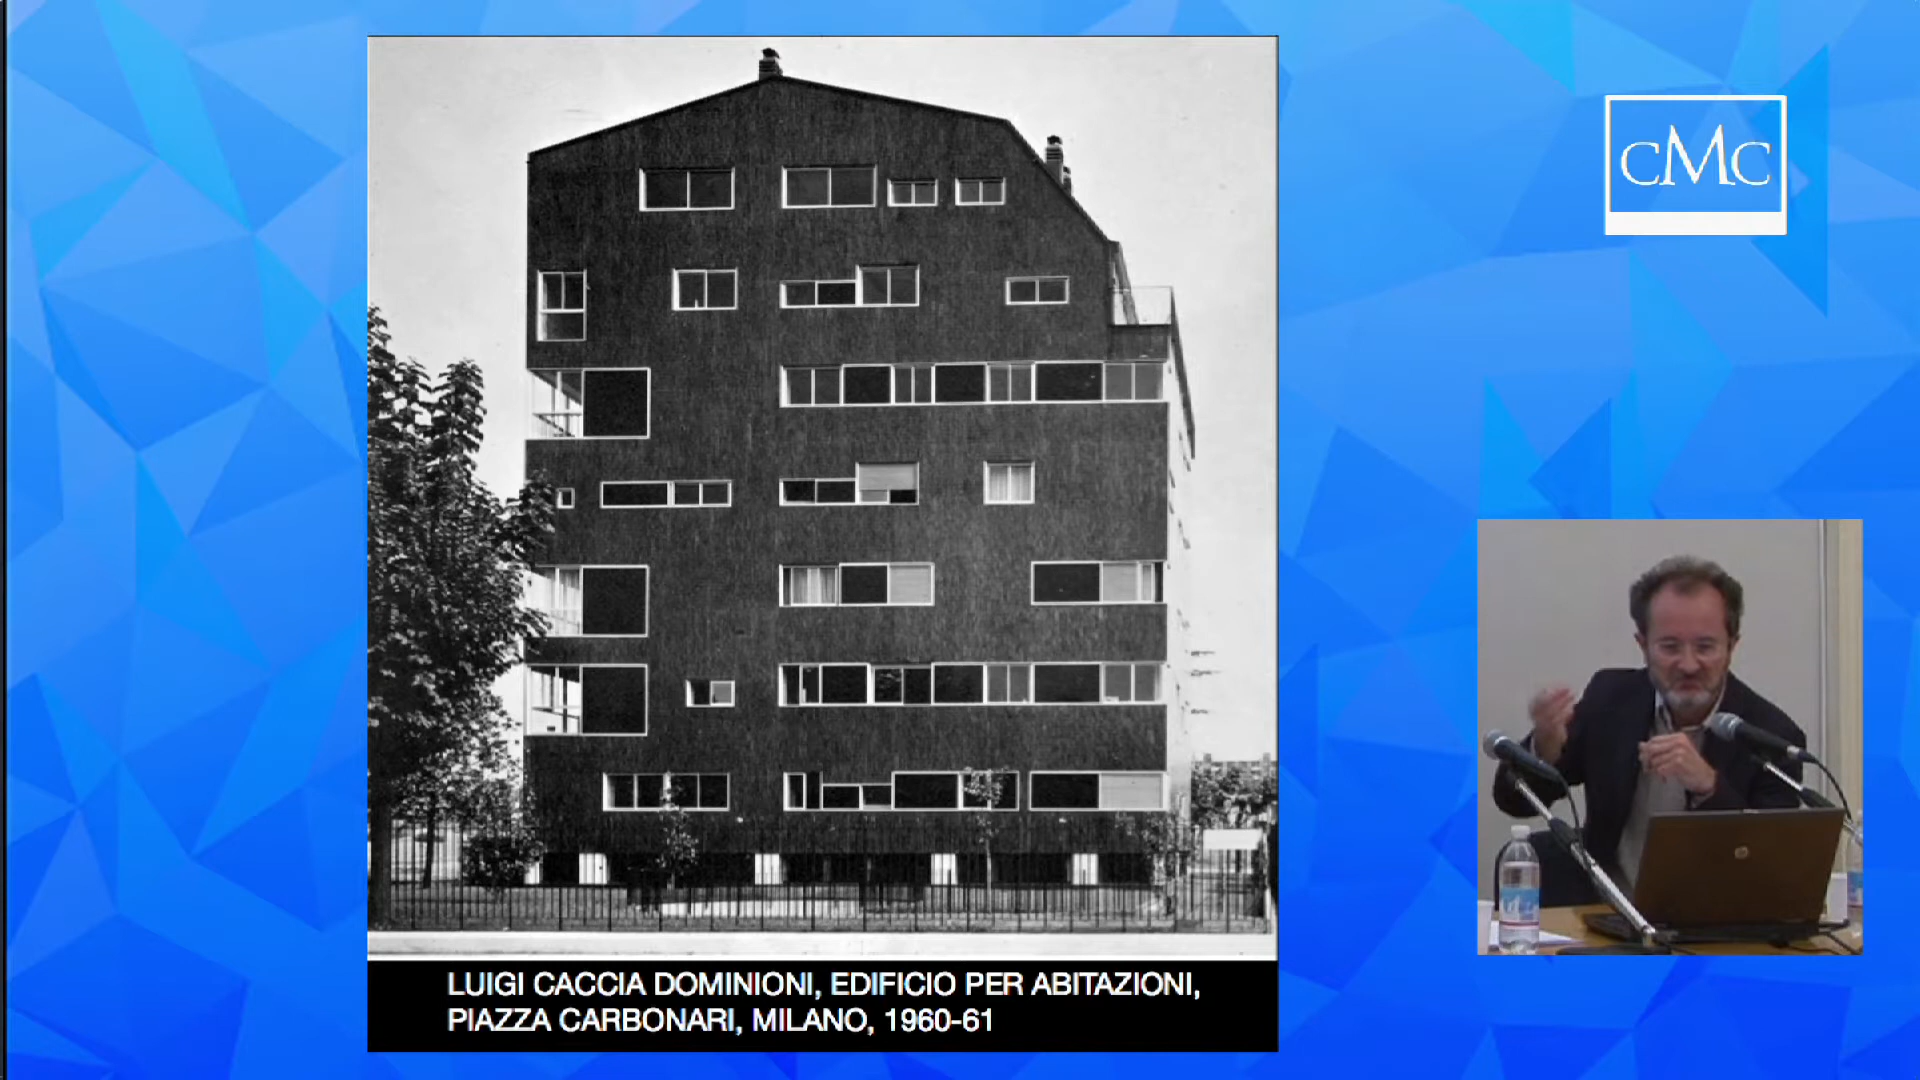 CMC
LUIGI CACCIA DOMINIONI, EDIFICIO PER ABITAZIONI,
PIAZZA CARBONARI, MILANO, 1960-61